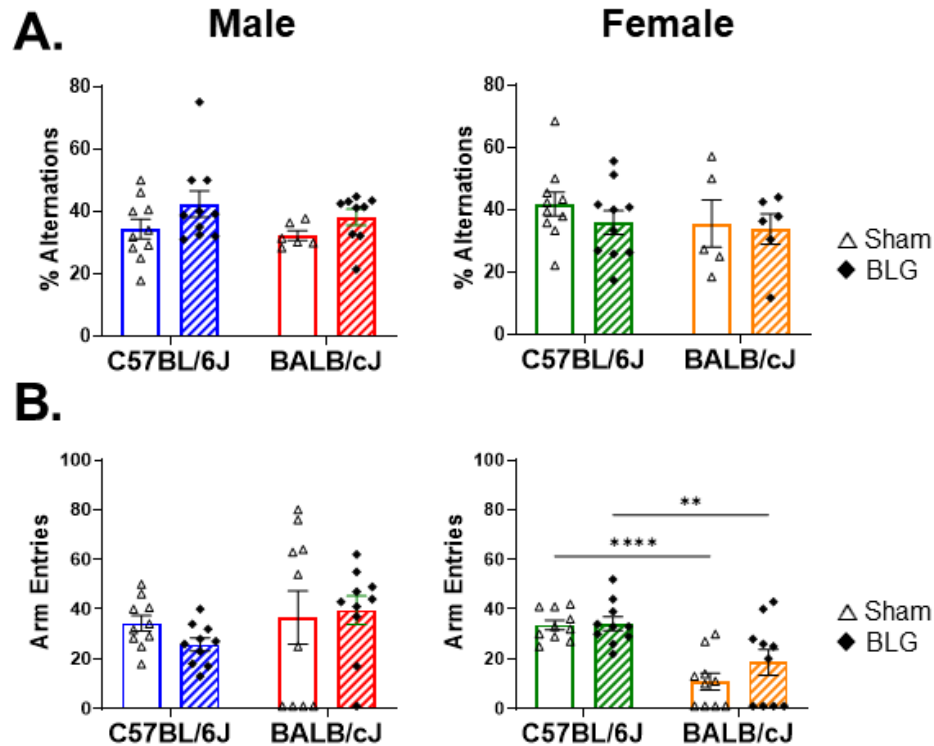 A.
Male
Female
% Alternations
80
60
40
20
0
C57BL/6J
BALB/cJ
% Alternations
80
60
40
20
0
C57BL/6J
BALB/cJ
Sham
BLG
B.
Arm Entries
100
80
60
40
20
0
C57BL/6J
BALB/cJ
Arm Entries
100
80
60
40
20
0
**
****
C57BL/6J
BALB/cJ
Sham
BLG